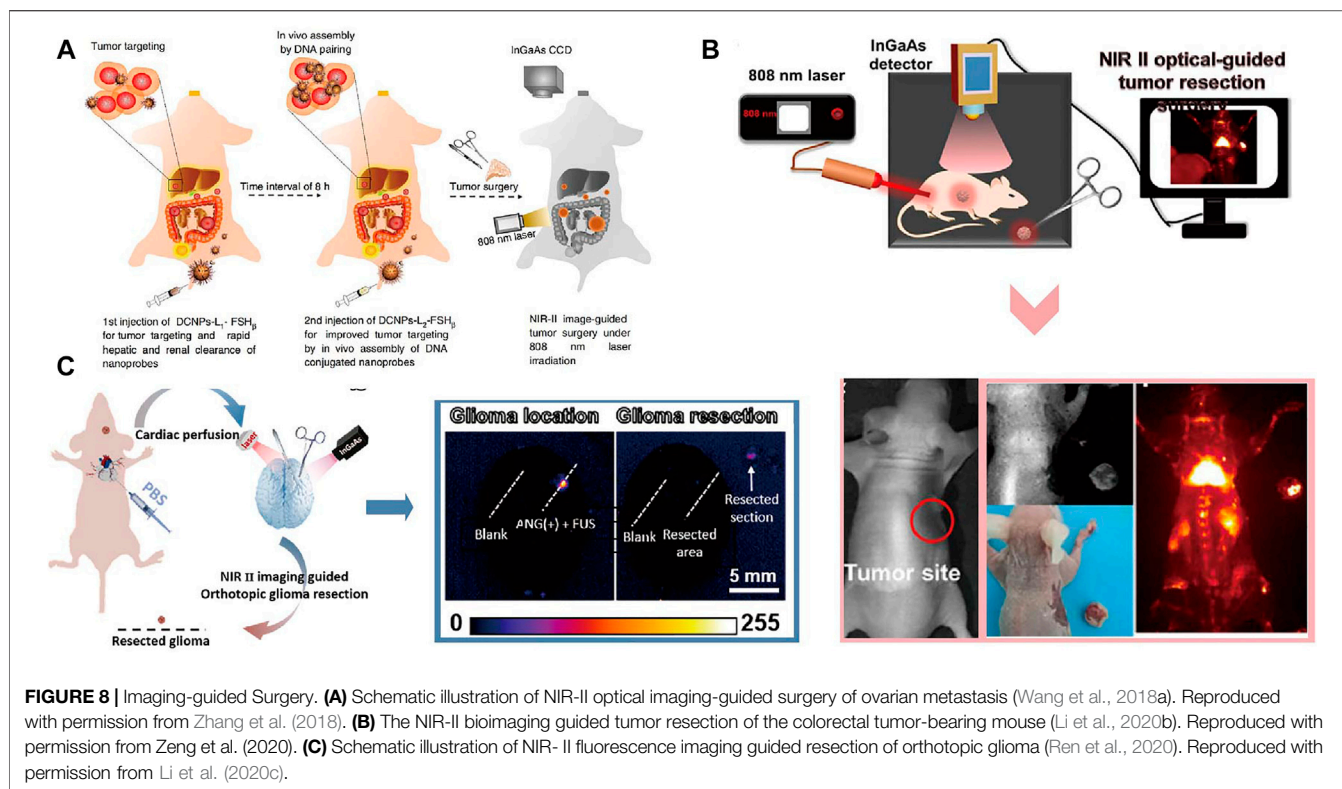 A
Tumor targeting
In vivo assembly
by DNA pairing
InGaAs CCD
Time interval of 8 h
Tumor surgery
808 nm laser
1st injection of DCNPs-L1- FSHβ
for tumor targeting and rapid
hepatic and renal clearance of
nanoprobes
2nd injection of DCNPs-L2-FSHβ
for improved tumor targeting
by in vivo assembly of DNA
conjugated nanoprobes
NIR-II image-guided
tumor surgery under
808 nm laser
irradiation
B
808 nm laser
808 nm
InGaAs
detector
NIR II optical-guided
tumor resection
surgery
Tumor site
C
Cardiac perfusion
laser
InGaAs
PBS
NIR II imaging guided
Orthotopic glioma resection
Resected glioma
Glioma location
Glioma resection
Blank
ANG(+) + FUS
Blank
Resected
area
Resected
section
5 mm
0
255
FIGURE 8 | Imaging-guided Surgery. (A) Schematic illustration of NIR-II optical imaging-guided surgery of ovarian metastasis (Wang et al., 2018a). Reproduced
with permission from Zhang et al. (2018). (B) The NIR-II bioimaging guided tumor resection of the colorectal tumor-bearing mouse (Li et al., 2020b). Reproduced with
permission from Zeng et al. (2020). (C) Schematic illustration of NIR- II fluorescence imaging guided resection of orthotopic glioma (Ren et al., 2020). Reproduced with
permission from Li et al. (2020c).